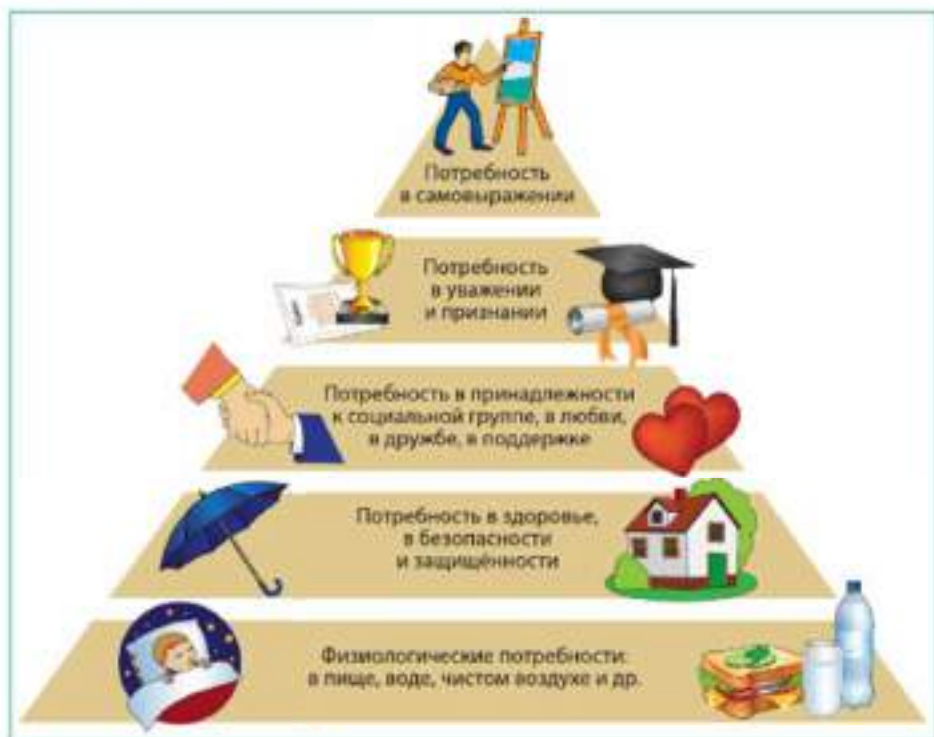 Потребность
в самовыражении
Потребность
в уважении
и признании
Потребность в принадлежности
к социальной группе, в любви,
в дружбе, в поддержке
Потребность в здоровье,
в безопасности
и защищённости
Физиологические потребности:
в пище, воде, чистом воздухе и др.